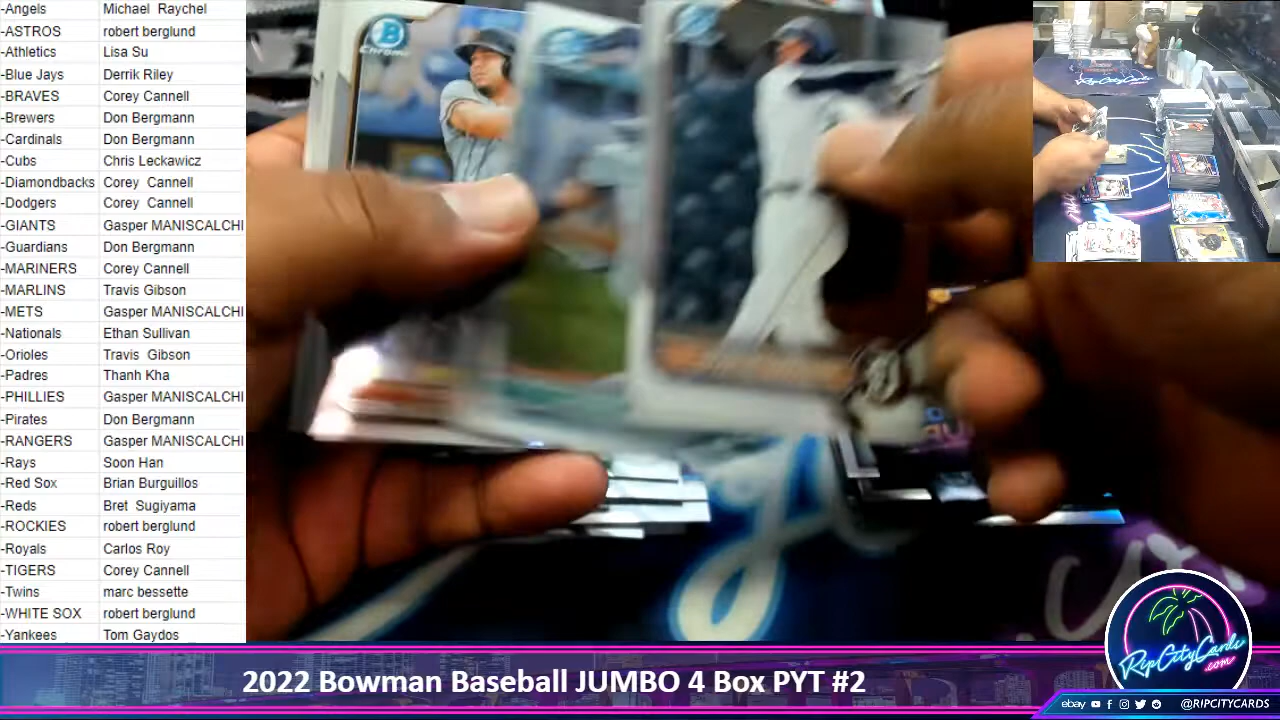 -Angels Michael Raychel
-ASTROS robert berglund
-Athletics Lisa Su
-Blue Jays Derrik Riley
-BRAVES Corey Cannell
-Brewers Don Bergmann
-Cardinals Don Bergmann
-Cubs Chris Leckawicz
-Diamondbacks Corey Cannell
-Dodgers Corey Cannell
-GIANTS Gasper MANISCALCHI
-Guardians Don Bergmann
-MARINERS Corey Cannell
-MARLINS Travis Gibson
-METS Gasper MANISCALCHI
-Nationals Ethan Sullivan
-Orioles Travis Gibson
-Padres Thanh Kha
-PHILLIES Gasper MANISCALCHI
-Pirates Don Bergmann
-RANGERS Gasper MANISCALCHI
-Rays Soon Han
-Red Sox Brian Burguillos
-Reds Bret Sugiyama
-ROCKIES robert berglund
-Royals Carlos Roy
-TIGERS Corey Cannell
-Twins marc bessette
-WHITE SOX robert berglund
-Yankees Tom Gaydos
B
Chrome
RipCityCards
.com
2022 Bowman Baseball JUMBO 4 Box PYT #2
ebay @RIPCITYCARDS